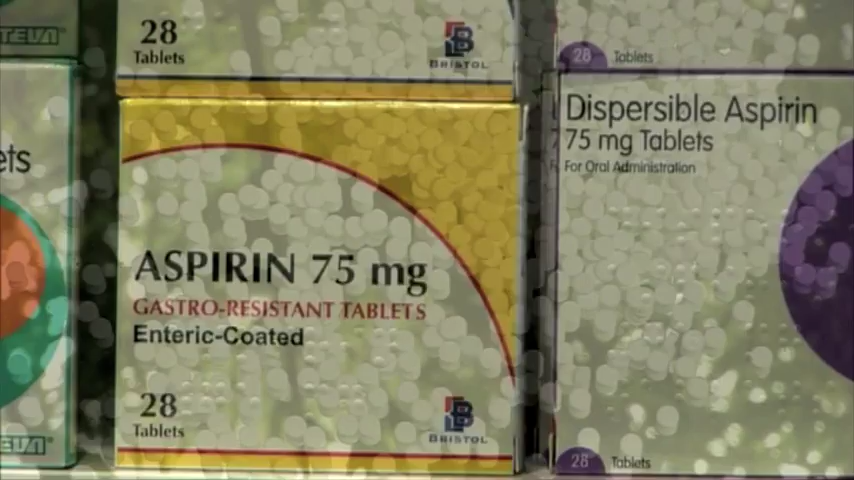 TEVA
28
Tablets
BRISTOL
28 Tablets
ets
ASPIRIN 75 mg
GASTRO-RESISTANT TABLETS
Enteric-Coated
28
Tablets
BRISTOL
Dispersible Aspirin
75 mg Tablets
For Oral Administration
28 Tablets
TEVA